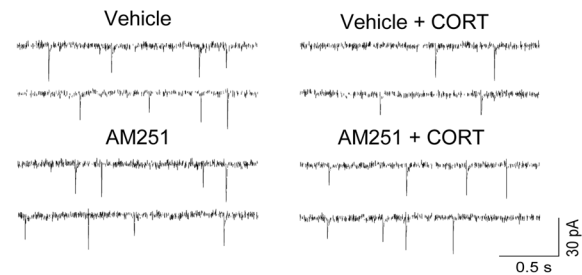 Vehicle
Vehicle + CORT
AM251
AM251 + CORT
30 pA
0.5 s